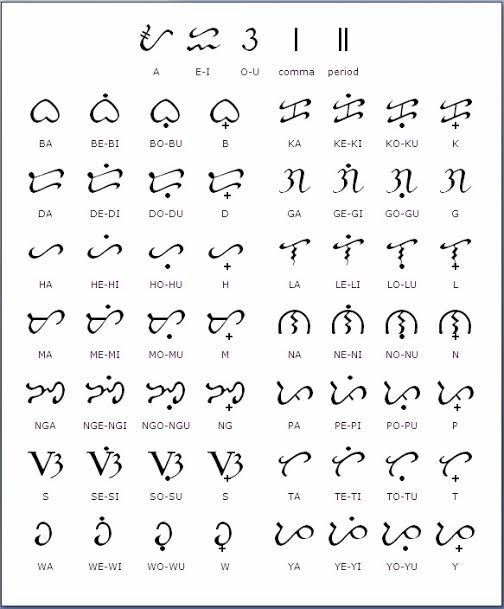 ᜀ ᜁ ᜂ ᜵ ᜶
A E-I O-U comma period
ᜊ ᜊᜒ ᜊᜓ ᜊ᜔ ᜃ ᜃᜒ ᜃᜓ ᜃ᜔
BA BE-BI BO-BU B KA KE-KI KO-KU K
ᜇ ᜇᜒ ᜇᜓ ᜇ᜔ ᜄ ᜄᜒ ᜄᜓ ᜄ
DA DE-DI DO-DU D GA GE-GI GO-GU G
ᜑ ᜑᜒ ᜑᜓ ᜑ᜔ ᜎ ᜎᜒ ᜎᜓ ᜎ᜔
HA HE-HI HO-HU H LA LE-LI LO-LU L
ᜋ ᜋᜒ ᜋᜓ ᜋ᜔ ᜈ ᜈᜒ ᜈᜓ ᜈ᜔
MA ME-MI MO-MU M NA NE-NI NO-NU N
ᜅ ᜅᜒ ᜅᜓ ᜅ᜔ ᜉ ᜉᜒ ᜉᜓ ᜉ᜔
NGA NGE-NGI NGO-NGU NG PA PE-PI PO-PU P
ᜐ ᜐᜒ ᜐᜓ ᜐ᜔ ᜆ ᜆᜒ ᜆᜓ ᜆ᜔
S SE-SI SO-SU S TA TE-TI TO-TU T
ᜏ ᜏᜒ ᜏᜓ ᜏ᜔ ᜌ ᜌᜒ ᜌᜓ ᜌ᜔
WA WE-WI WO-WU W YA YE-YI YO-YU Y